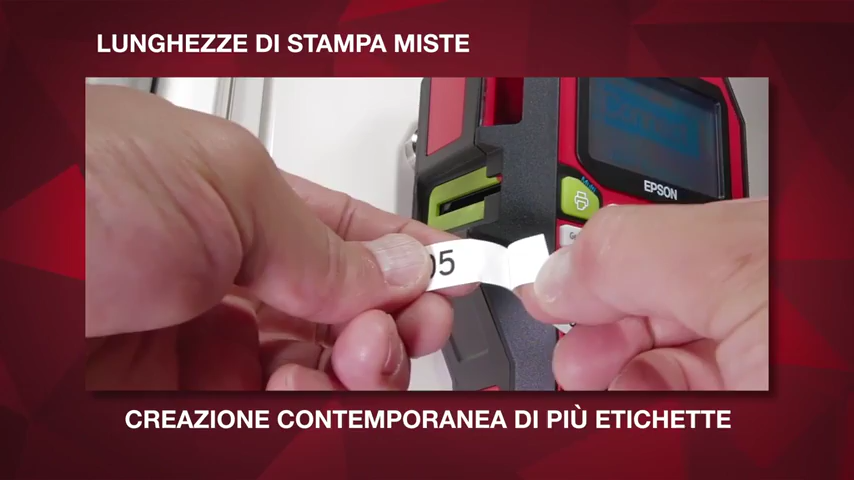 LUNGHEZZE DI STAMPA MISTE
EPSON
05
CREAZIONE CONTEMPORANEA DI PIÙ ETICHETTE